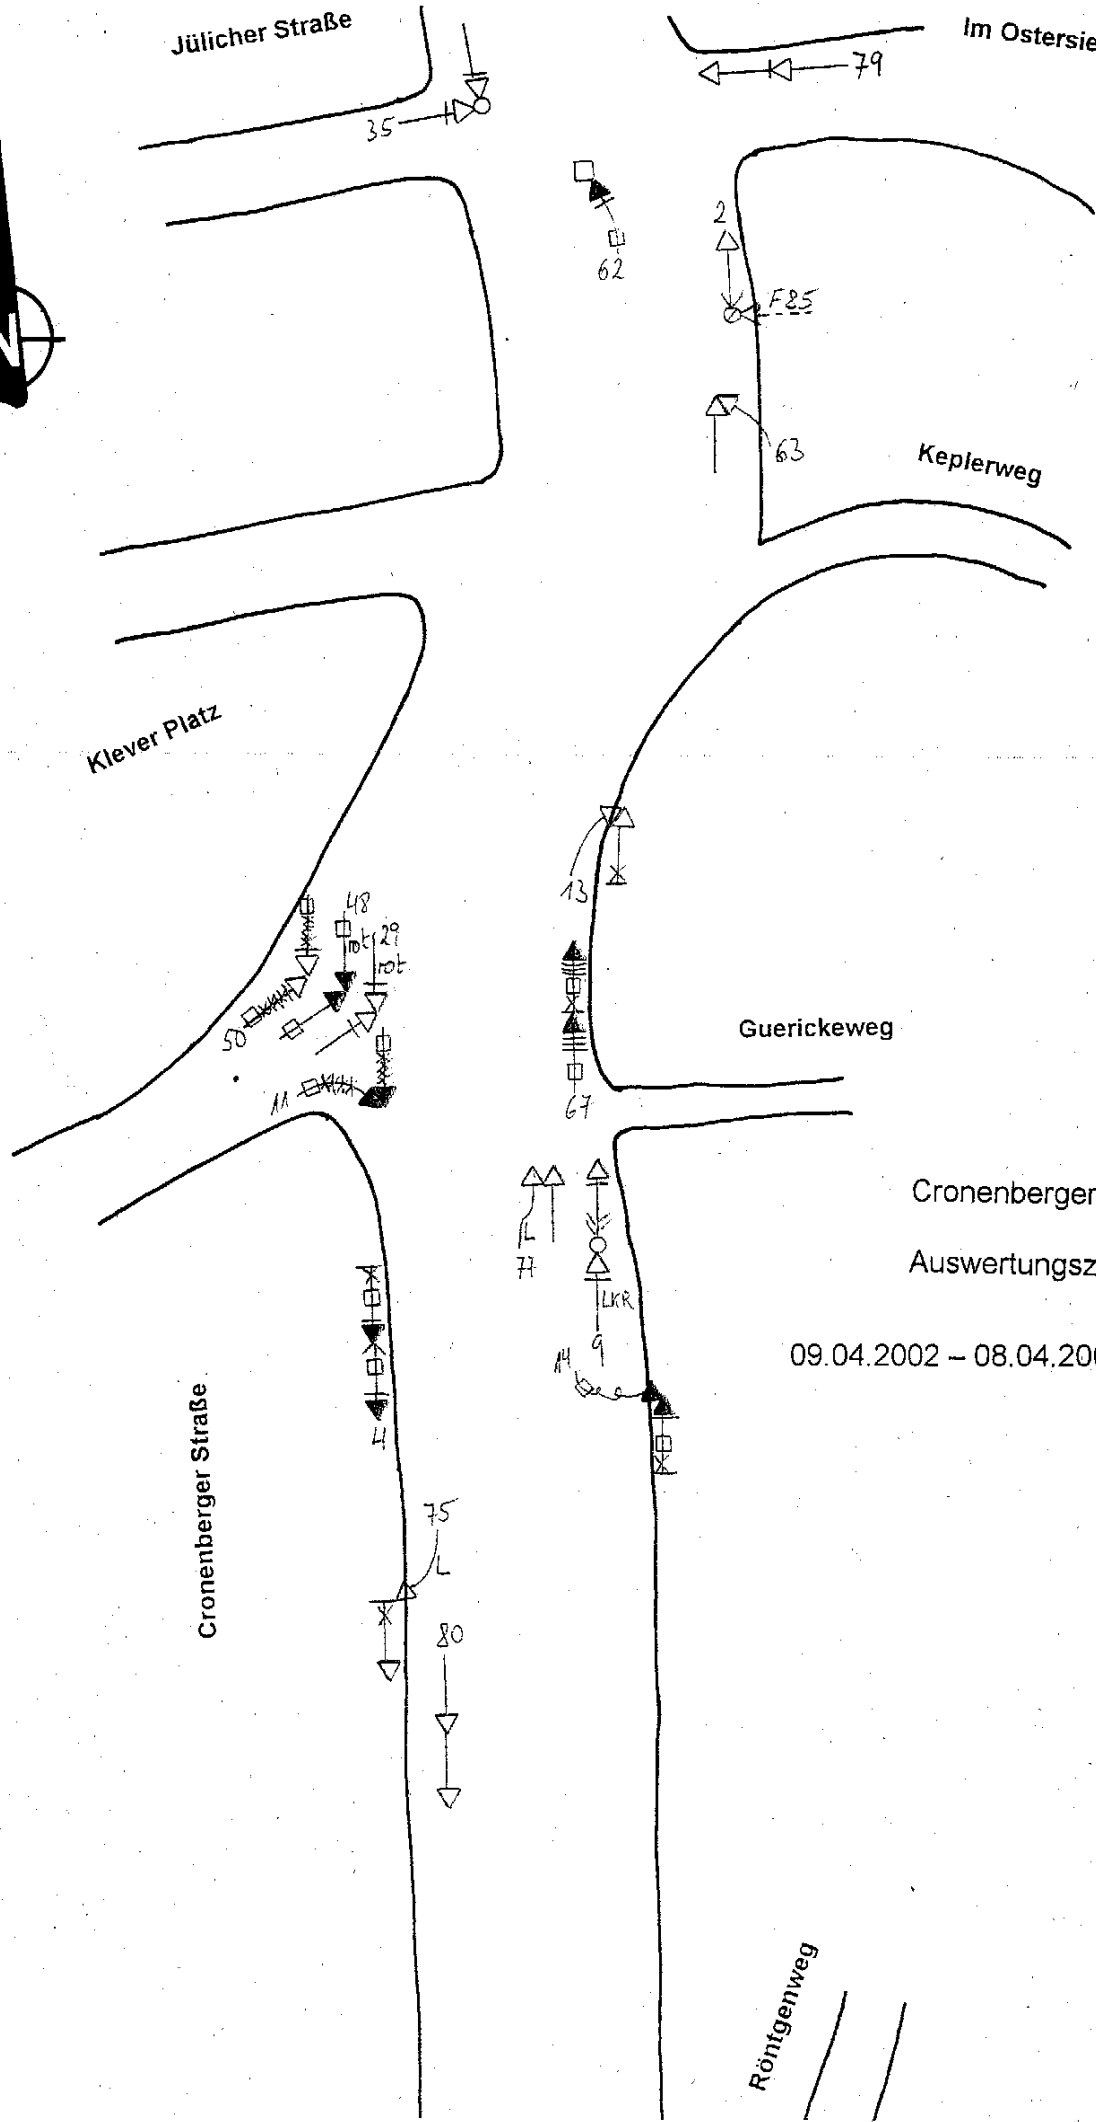 Jülicher Straße
Im Ostersie
79
35
2
62
F85
63
Keplerweg
Klever Platz
13
48
rot
29
rot
50
Guerickeweg
11
67
Cronenberger
L
77
Auswertungsz
LKR
9
09.04.2002 – 08.04.200
14
4
Cronenberger Straße
75
L
80
Röntgenweg